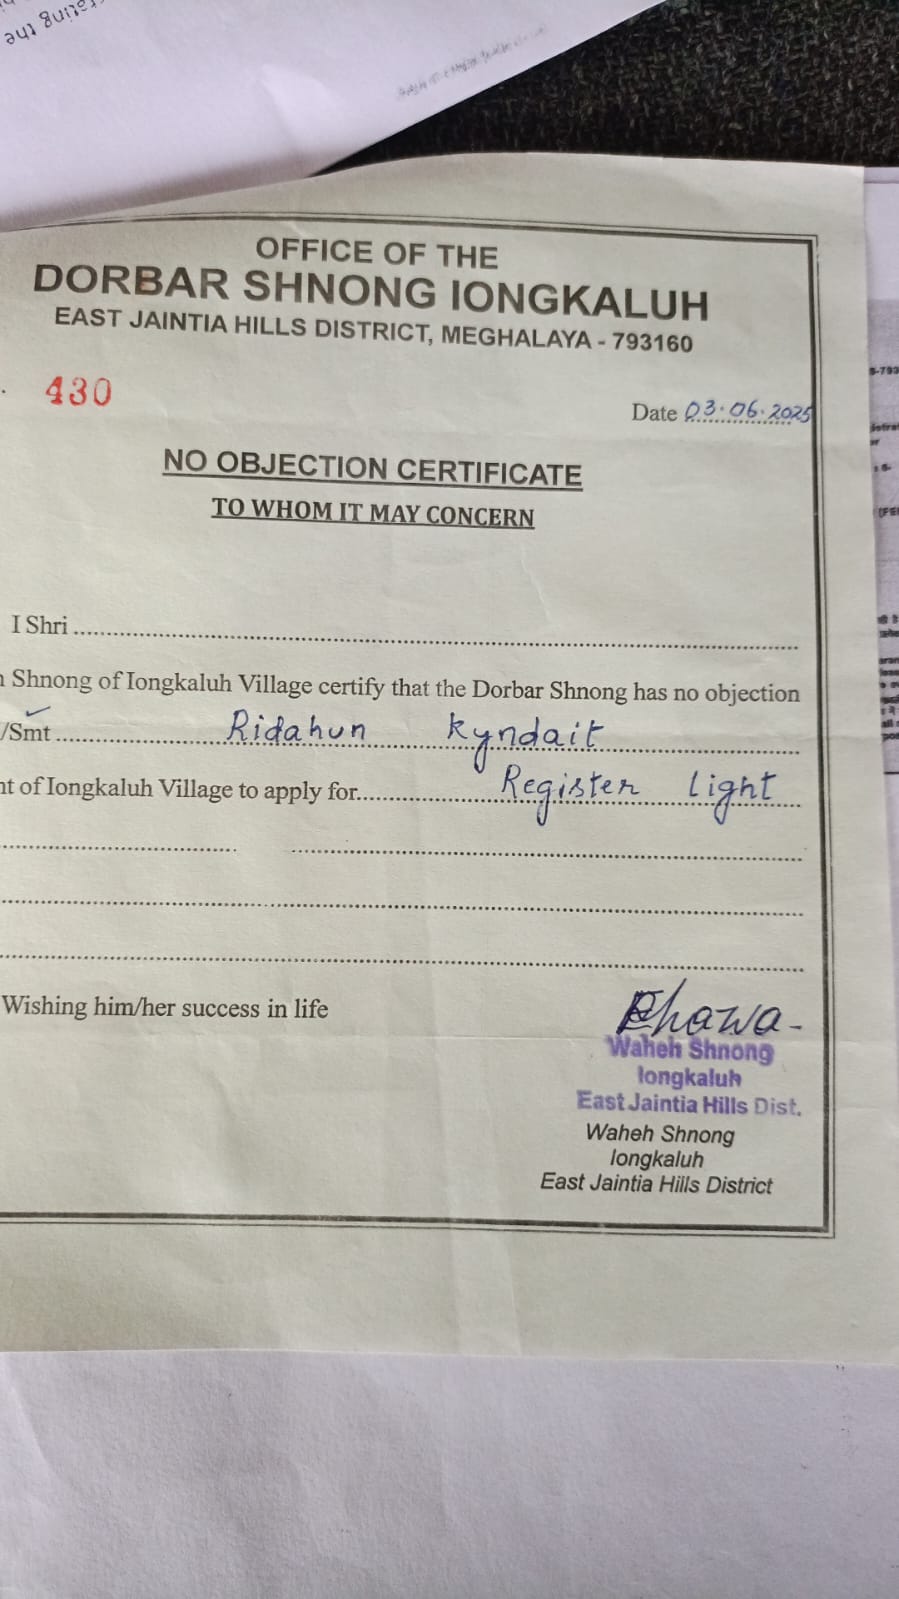 ating the
OFFICE OF THE
DORBAR SHNONG IONGKALUH
EAST JAINTIA HILLS DISTRICT, MEGHALAYA - 793160
. 430
Date 03.06.2025
NO OBJECTION CERTIFICATE
TO WHOM IT MAY CONCERN
I Shri
Shnong of Iongkaluh Village certify that the Dorbar Shnong has no objection
/Smt Ridahun Kyndait
nt of Iongkaluh Village to apply for Register Light
Wishing him/her success in life
Waheh Shnong
Iongkaluh
East Jaintia Hills Dist.
Waheh Shnong
Iongkaluh
East Jaintia Hills District